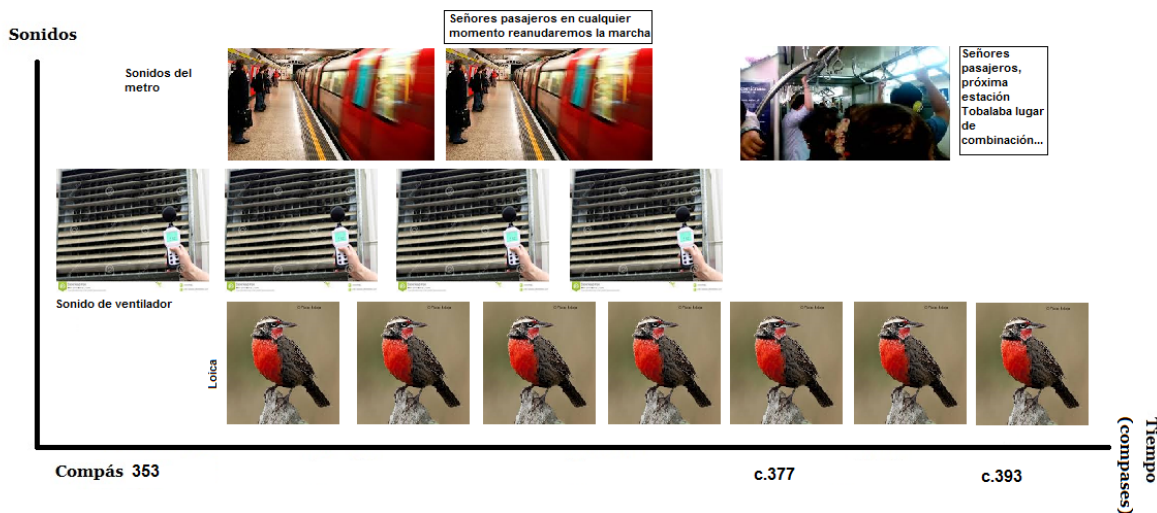 Sonidos
Señores pasajeros en cualquier
momento reanudaremos la marcha
Sonidos del
metro
Señores
pasajeros,
próxima
estación
Tobalaba lugar
de
combinación...
Sonido de ventilador
Loica
Compás 353
c.377
c.393
Tiempo
(compases)